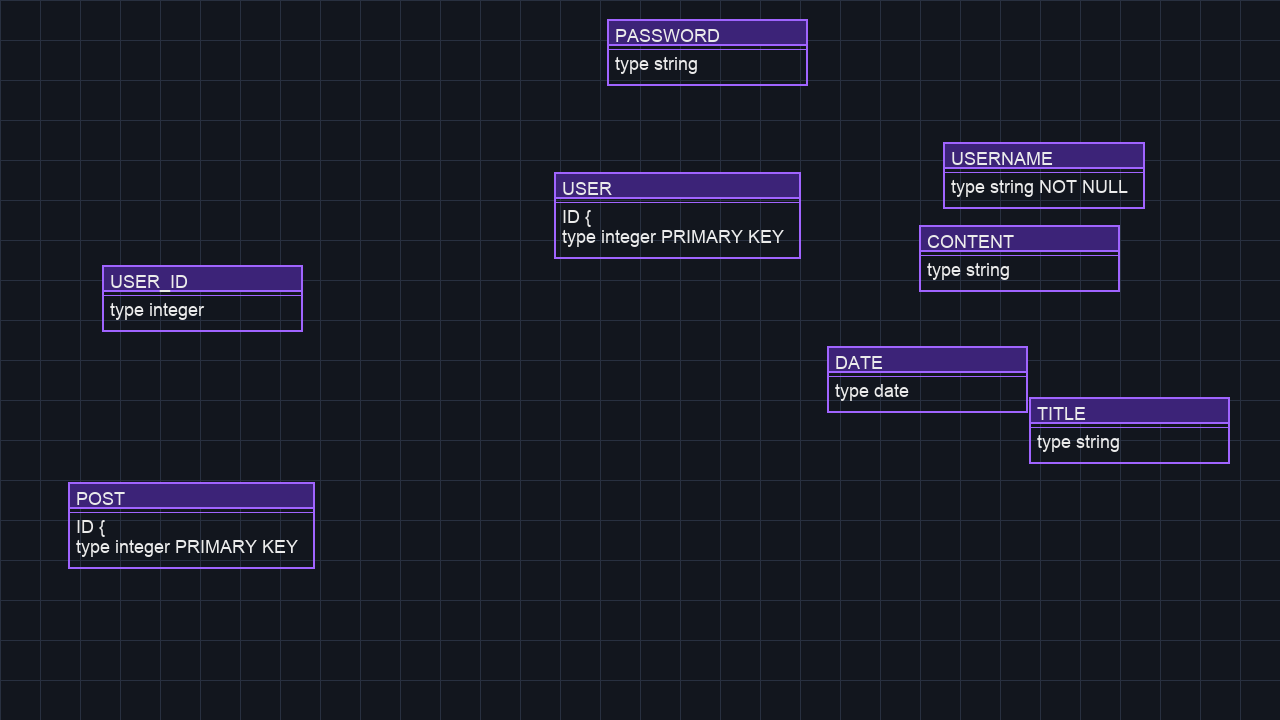 PASSWORD
type string
USERNAME
type string NOT NULL
USER
ID {
type integer PRIMARY KEY
CONTENT
type string
USER_ID
type integer
DATE
type date
TITLE
type string
POST
ID {
type integer PRIMARY KEY